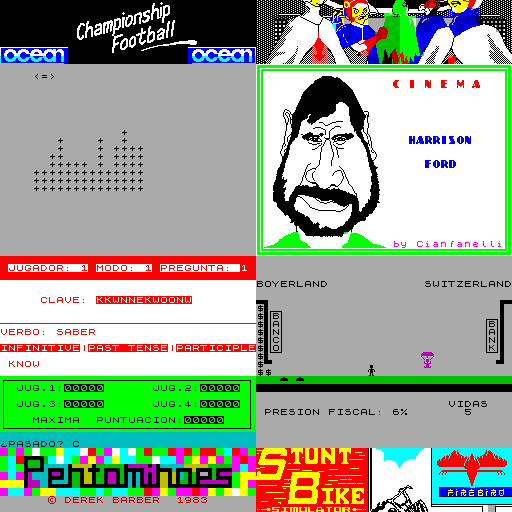 Championship
Football
ocean
ocean
<=>
CINEMA
HARRISON
FORD
by Cianfanelli
JUGADOR: 1 MODO: 1 PREGUNTA: 1
CLAVE: KKWNNEKWOONW
VERBO: SABER
INFINITIVE|PAST TENSE|PARTICIPLE
KNOW
JUG.1:00000 JUG.2:00000
JUG.3:00000 JUG.4:00000
MAXIMA PUNTUACION:00000
¿PASADO? C
BOYERLAND SWITZERLAND
BANCO
BANK
$$
$
$
$
$
$
$$
$$
PRESION FISCAL: 6% VIDAS
5
Pentominoes
© DEREK BARBER 1983
STUNT
BIKE
SIMULATOR
FIREBIRD